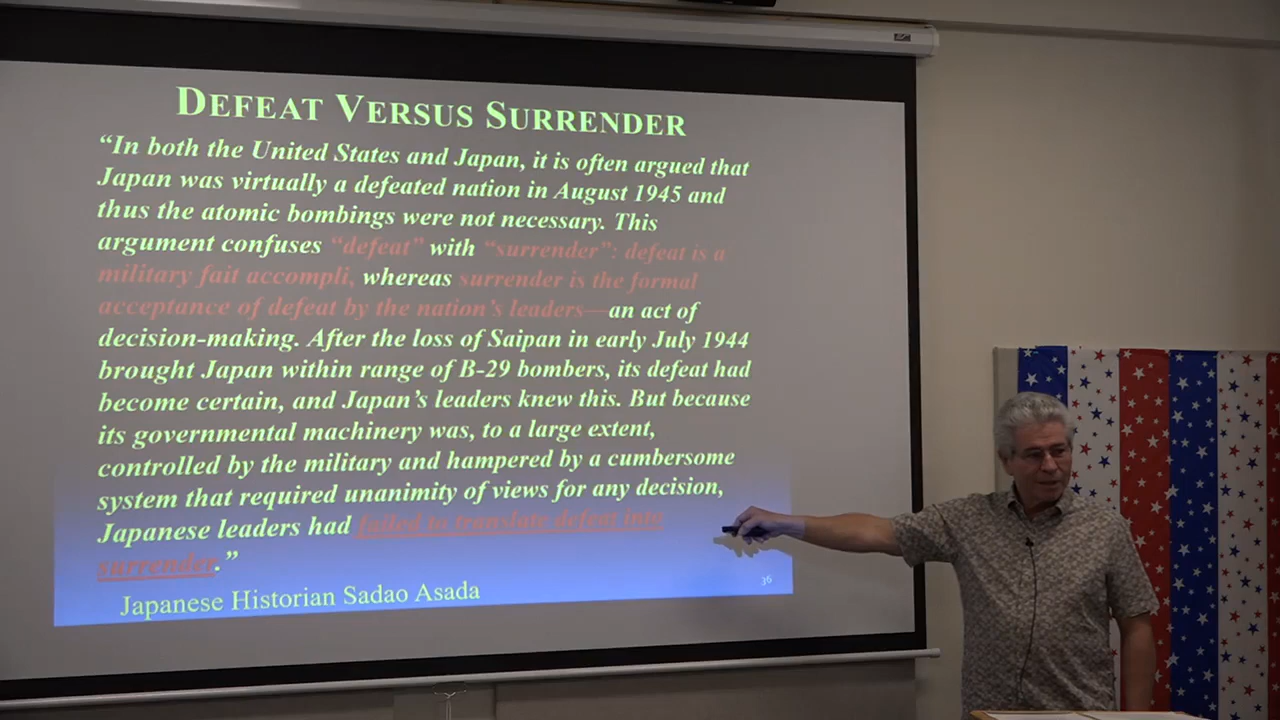 DEFEAT VERSUS SURRENDER
“In both the United States and Japan, it is often argued that
Japan was virtually a defeated nation in August 1945 and
thus the atomic bombings were not necessary. This
argument confuses “defeat” with “surrender”: defeat is a
military fait accompli, whereas surrender is the formal
acceptance of defeat by the nation’s leaders—an act of
decision-making. After the loss of Saipan in early July 1944
brought Japan within range of B-29 bombers, its defeat had
become certain, and Japan’s leaders knew this. But because
its governmental machinery was, to a large extent,
controlled by the military and hampered by a cumbersome
system that required unanimity of views for any decision,
Japanese leaders had failed to translate defeat into
surrender.”
Japanese Historian Sadao Asada
36